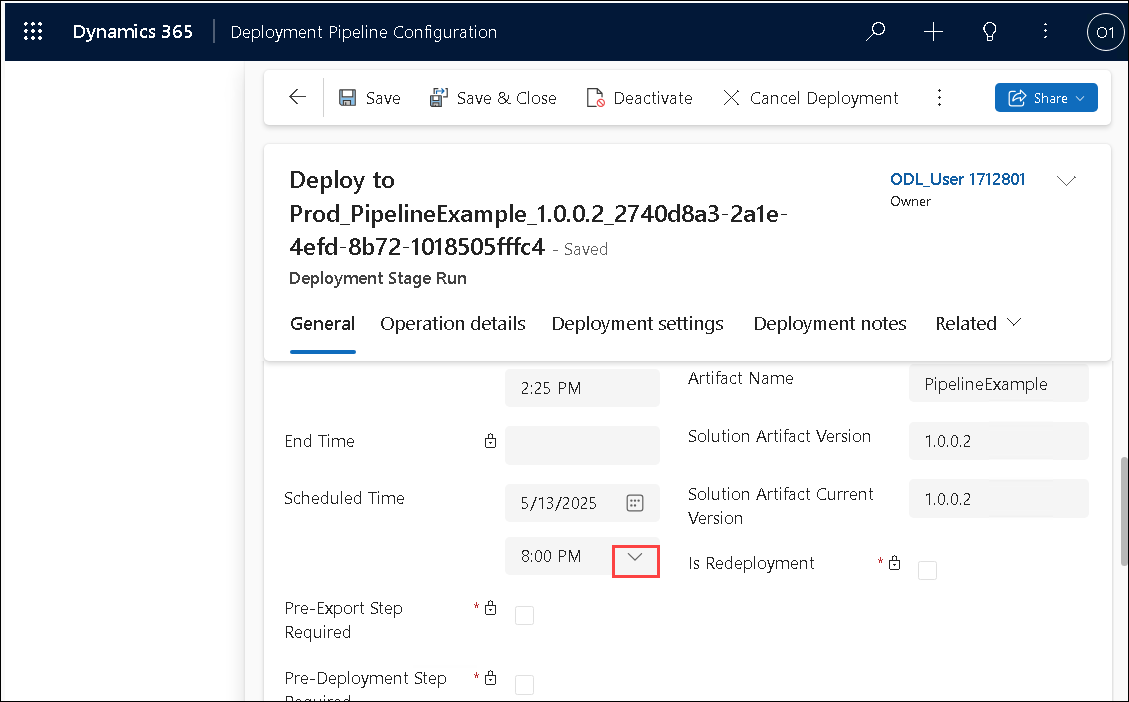 Dynamics 365 Deployment Pipeline Configuration O1
Save Save & Close Deactivate Cancel Deployment Share
Deploy to
Prod_PipelineExample_1.0.0.2_2740d8a3-2a1e-
4efd-8b72-1018505fffc4 - Saved
Deployment Stage Run
ODL_User 1712801
Owner
General Operation details Deployment settings Deployment notes Related
2:25 PM
End Time
Scheduled Time
5/13/2025
8:00 PM
Pre-Export Step *
Required
Pre-Deployment Step *
Required
Artifact Name
PipelineExample
Solution Artifact Version
1.0.0.2
Solution Artifact Current
Version
1.0.0.2
Is Redeployment *